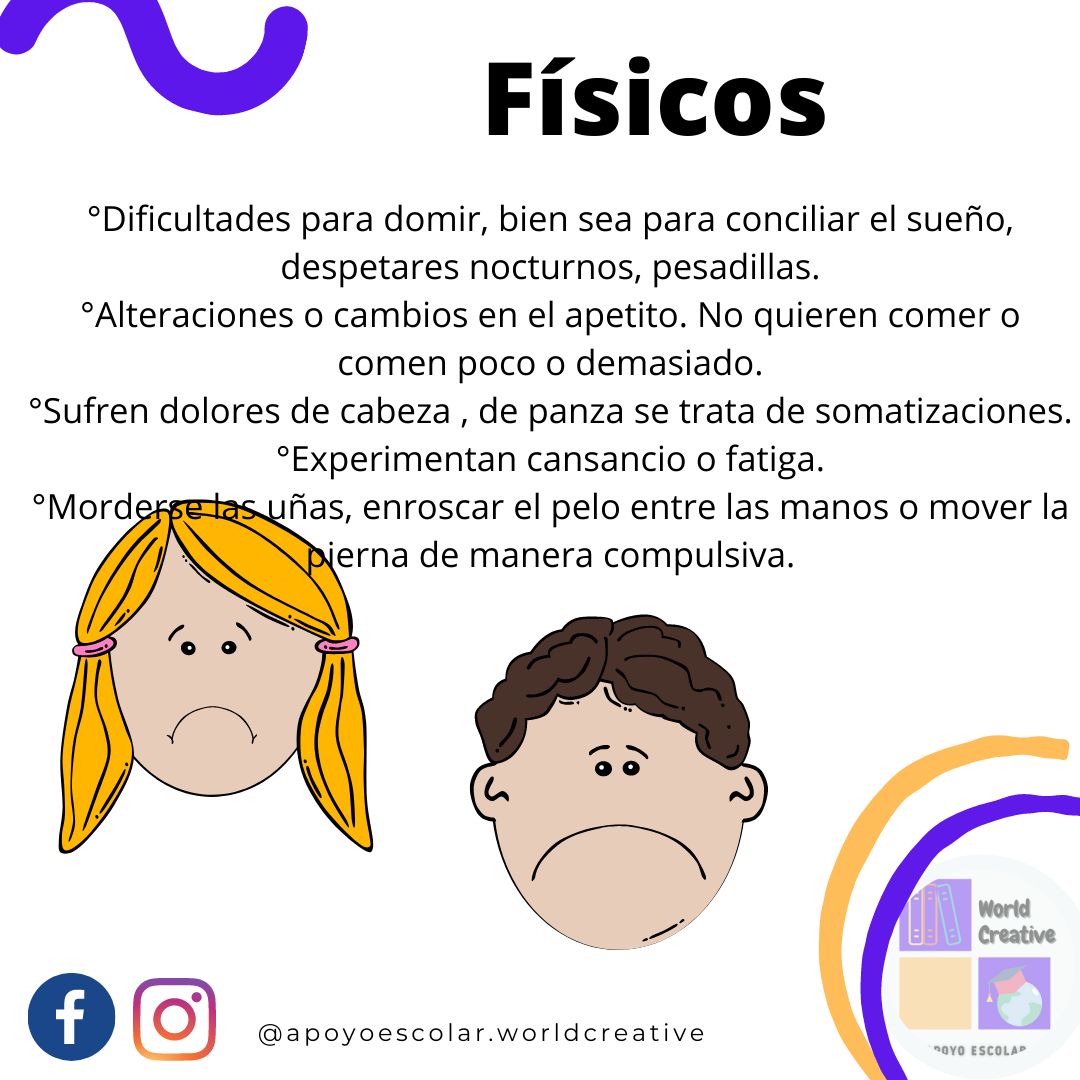 Físicos
°Dificultades para domir, bien sea para conciliar el sueño,
despetares nocturnos, pesadillas.
°Alteraciones o cambios en el apetito. No quieren comer o
comen poco o demasiado.
°Sufren dolores de cabeza , de panza se trata de somatizaciones.
°Experimentan cansancio o fatiga.
°Morderse las uñas, enroscar el pelo entre las manos o mover la
pierna de manera compulsiva.
World
Creative
POYO ESCOLAR
@apoyoescolar.worldcreative